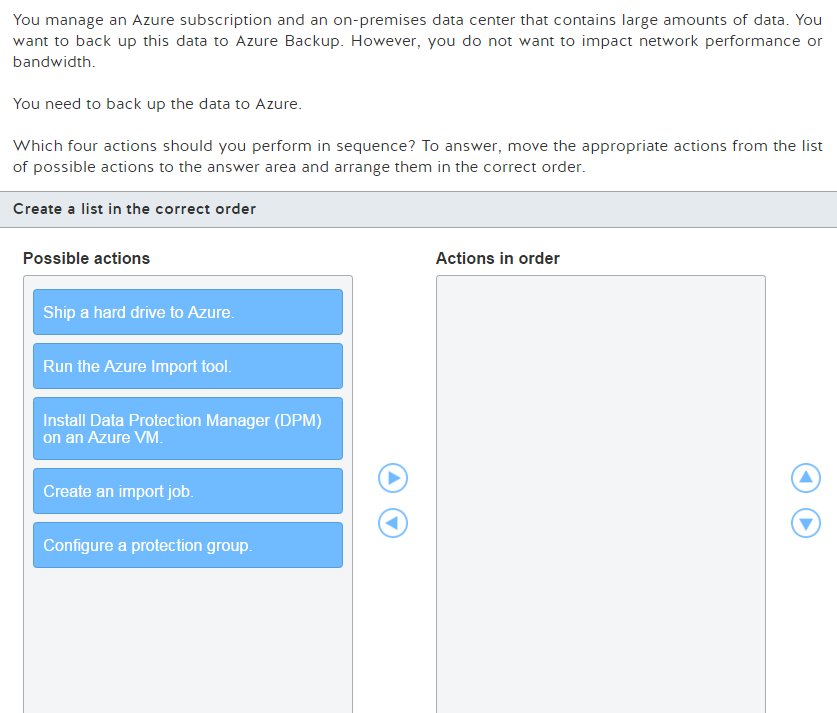 You manage an Azure subscription and an on-premises data center that contains large amounts of data. You
want to back up this data to Azure Backup. However, you do not want to impact network performance or
bandwidth.
You need to back up the data to Azure.
Which four actions should you perform in sequence? To answer, move the appropriate actions from the list
of possible actions to the answer area and arrange them in the correct order.
Create a list in the correct order
Possible actions
Actions in order
Ship a hard drive to Azure.
Run the Azure Import tool.
Install Data Protection Manager (DPM)
on an Azure VM.
Create an import job.
Configure a protection group.